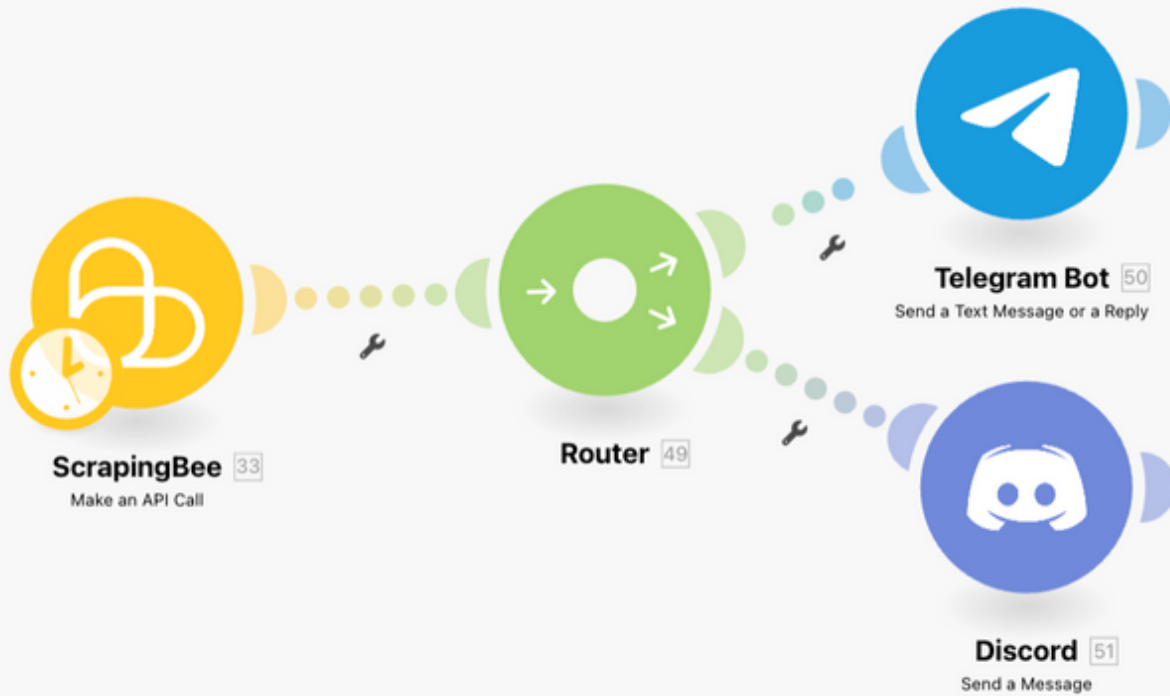 ScrapingBee 33
Make an API Call
Router 49
Telegram Bot 50
Send a Text Message or a Reply
Discord 51
Send a Message